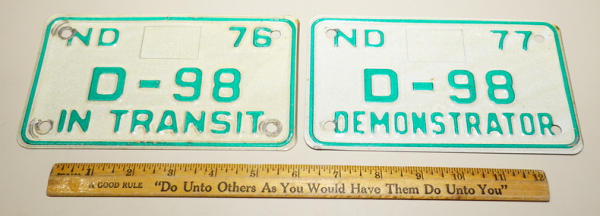 ND 76
D-98
IN TRANSIT
ND 77
D-98
DEMONSTRATOR
1 2 3 4 5 6 7 8 9 10 11 12
A GOOD RULE "Do Unto Others As You Would Have Them Do Unto You"